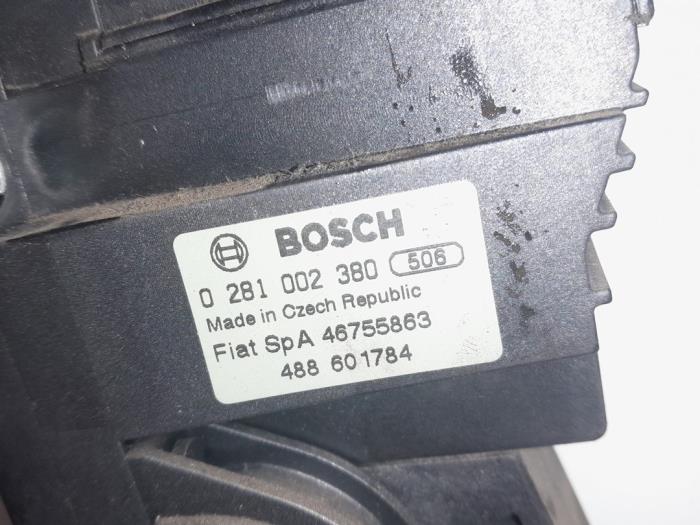 BOSCH
0 281 002 380 506
Made in Czech Republic
Fiat SpA 46755863
488 601784